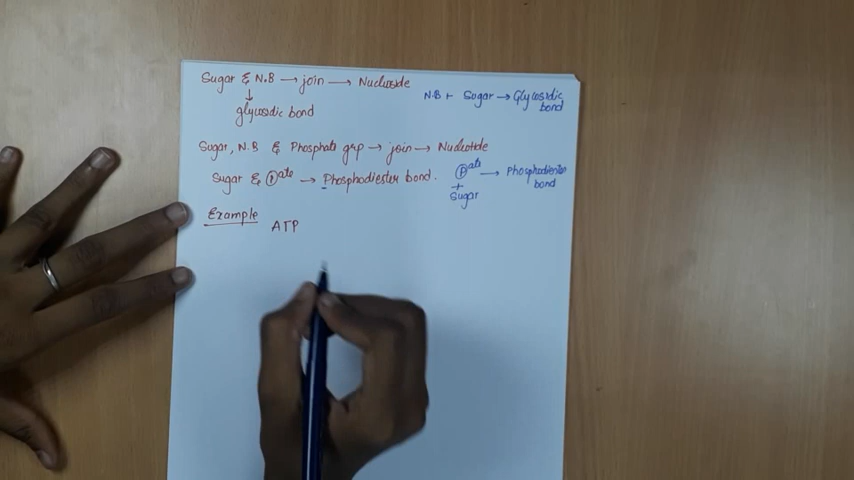 Sugar & N.B → join → Nucleoside
↓
glycosidic bond
N.B + Sugar → Glycosidic
bond
Sugar, N.B & Phosphate grp → join → Nucleotide
Sugar & Ⓟate → Phosphodiester bond.
Ⓟate → Phosphodiester
+ bond
Sugar
Example
ATP